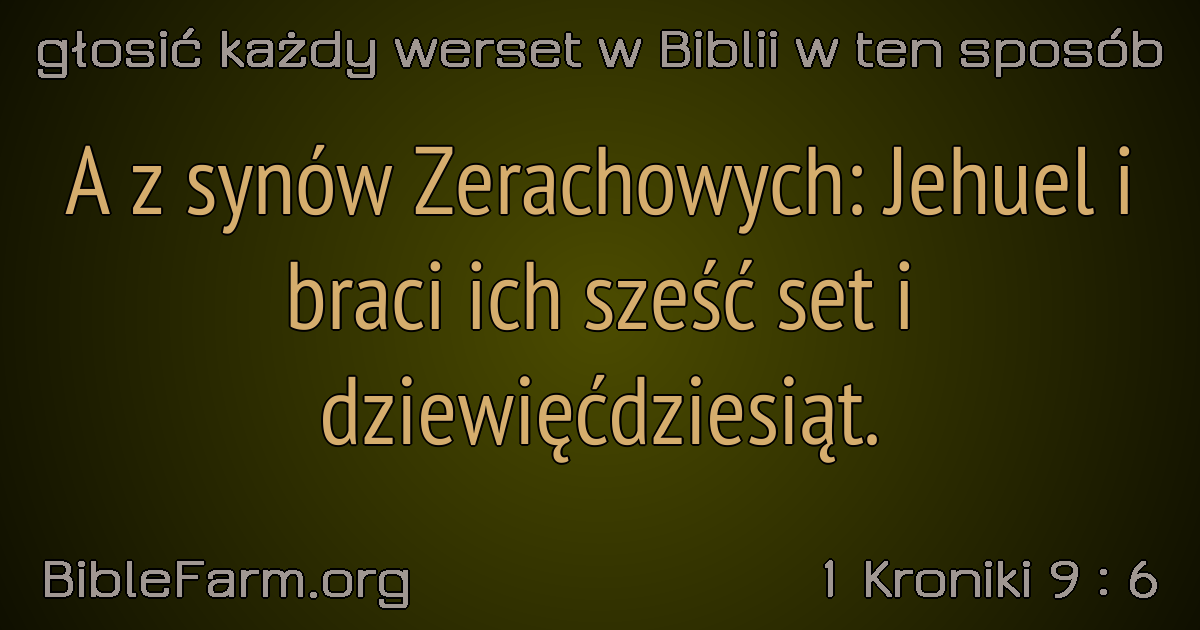 głosić każdy werset w Biblii w ten sposób
A z synów Zerachowych: Jehuel i
braci ich sześć set i
dziewięćdziesiąt.
BibleFarm.org
1 Kroniki 9 : 6